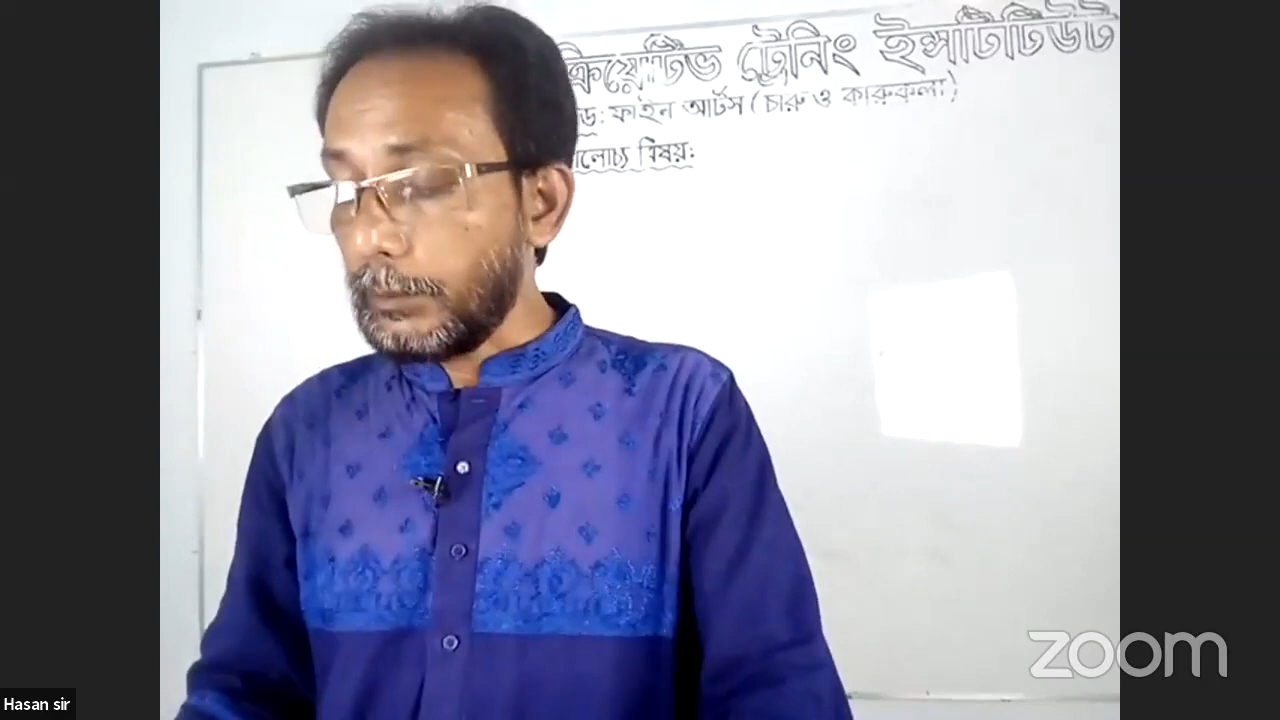 ক্রিয়েটিভ ট্রেনিং ইন্সটিটিউট
ফাইন আর্টস (চারু ও কারুকলা)
বিষয়:
zoom
Hasan sir